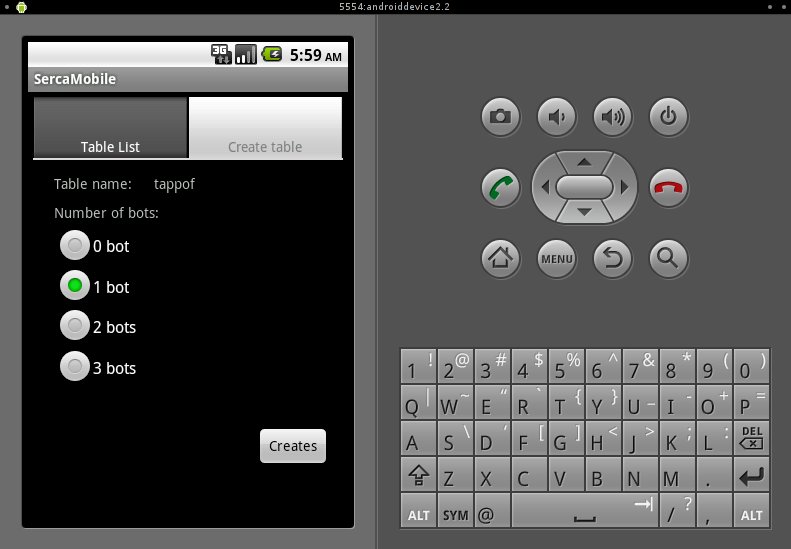 5554:androiddevice2.2
3G 5:59 AM
SercaMobile
Table List Create table
Table name: tappof
Number of bots:
0 bot
1 bot
2 bots
3 bots
Creates
MENU
1 ! 2 @ 3 # 4 $ 5 % 6 ^ 7 & 8 * 9 ( 0 )
Q | W ~ E “ R ` T { Y } U _ I - O + P =
A S \ D ‘ F [ G ] H < J > K ; L : DEL
Z X C V B N M .
ALT SYM @ / ? , ALT